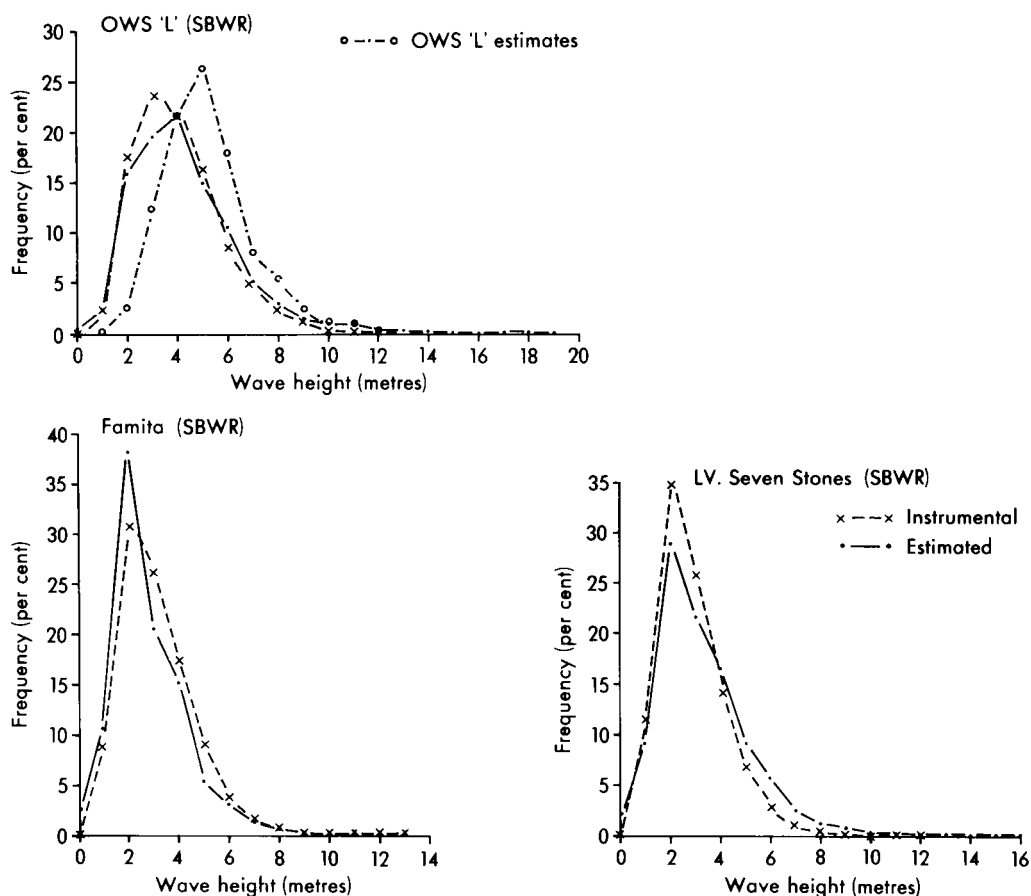 OWS 'L' (SBWR)
OWS 'L' estimates
30
25
20
15
10
5
0
Frequency (per cent)
0 2 4 6 8 10 12 14 16 18 20
Wave height (metres)
Famita (SBWR)
40
35
30
25
20
15
10
5
0
Frequency (per cent)
0 2 4 6 8 10 12 14
Wave height (metres)
LV. Seven Stones (SBWR)
Instrumental
Estimated
35
30
25
20
15
10
5
0
Frequency (per cent)
0 2 4 6 8 10 12 14 16
Wave height (metres)